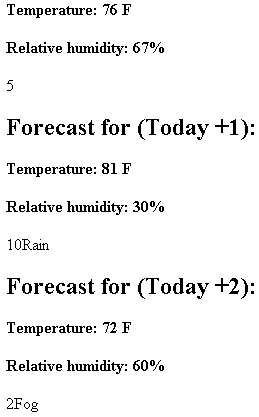 Temperature: 76 F
Relative humidity: 67%
5
Forecast for (Today +1):
Temperature: 81 F
Relative humidity: 30%
10Rain
Forecast for (Today +2):
Temperature: 72 F
Relative humidity: 60%
2Fog